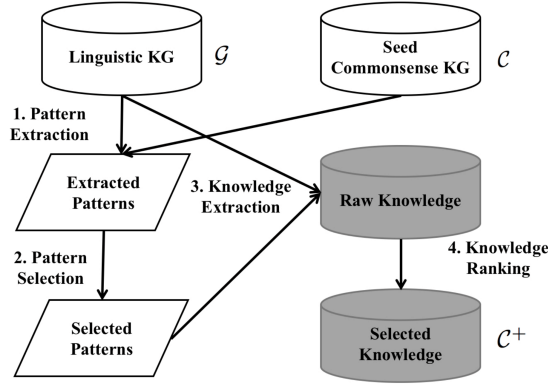 Linguistic KG
𝒢
Seed
Commonsense KG
𝒞
1. Pattern
Extraction
Extracted
Patterns
3. Knowledge
Extraction
Raw Knowledge
2. Pattern
Selection
4. Knowledge
Ranking
Selected
Patterns
Selected
Knowledge
𝒞+